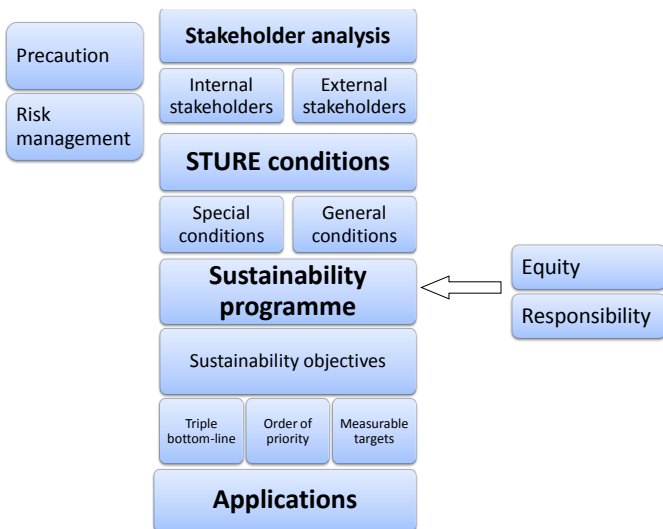 Stakeholder analysis
Precaution
Risk
management
Internal
stakeholders
External
stakeholders
STURE conditions
Special
conditions
General
conditions
Sustainability
programme
Equity
Responsibility
Sustainability objectives
Triple
bottom-line
Order of
priority
Measurable
targets
Applications